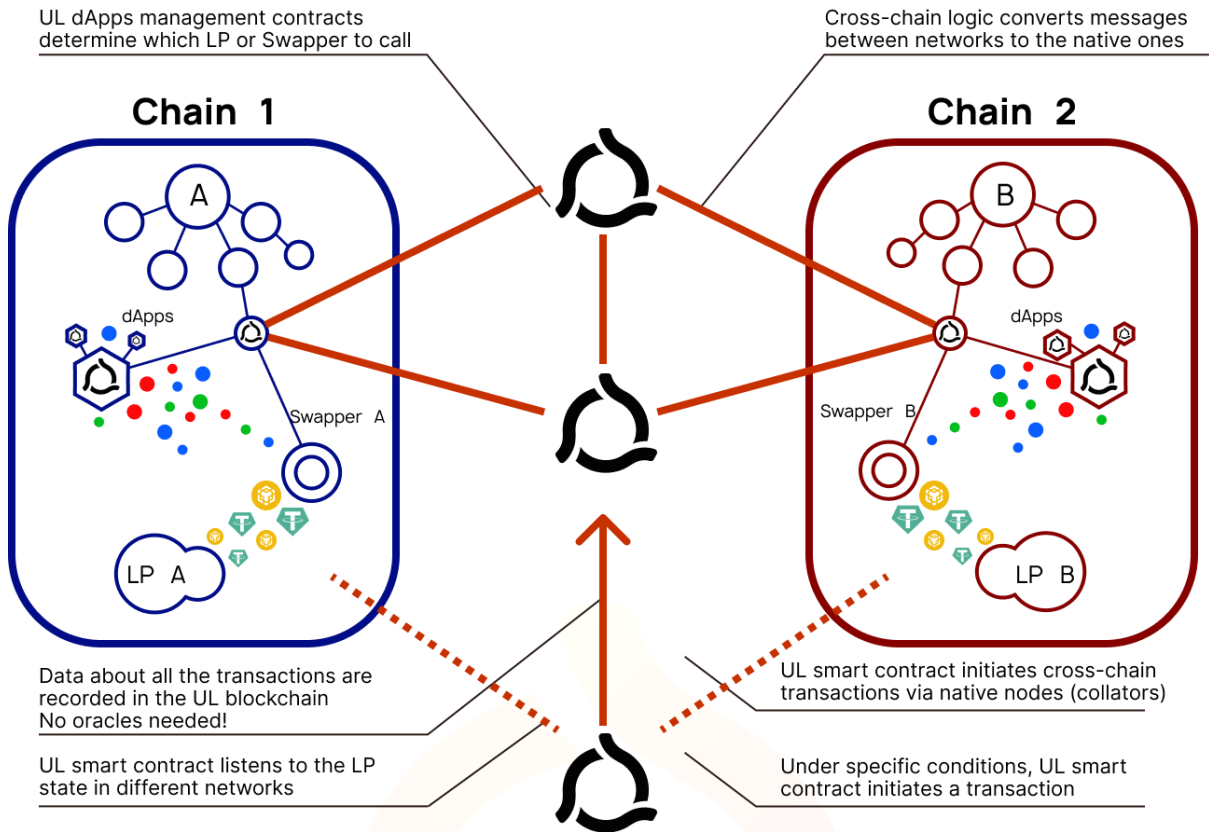 UL dApps management contracts
determine which LP or Swapper to call
Cross-chain logic converts messages
between networks to the native ones
Chain 1
Chain 2
A
B
dApps
dApps
Swapper A
Swapper B
LP A
LP B
Data about all the transactions are
recorded in the UL blockchain
No oracles needed!
UL smart contract initiates cross-chain
transactions via native nodes (collators)
UL smart contract listens to the LP
state in different networks
Under specific conditions, UL smart
contract initiates a transaction